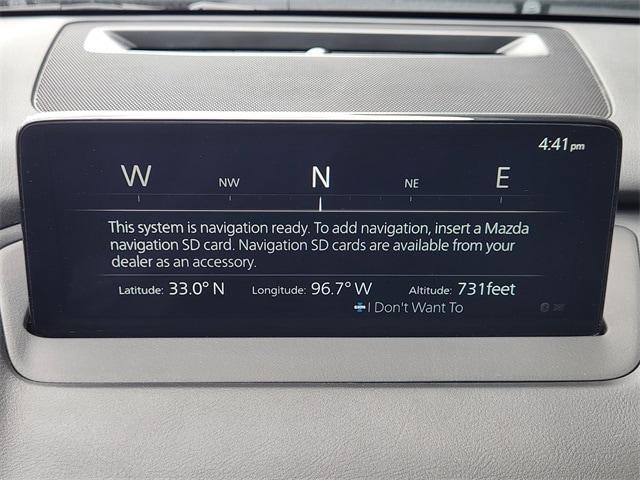 4:41pm
W NW N NE E
This system is navigation ready. To add navigation, insert a Mazda
navigation SD card. Navigation SD cards are available from your
dealer as an accessory.
Latitude: 33.0° N Longitude: 96.7° W Altitude: 731feet
I Don't Want To